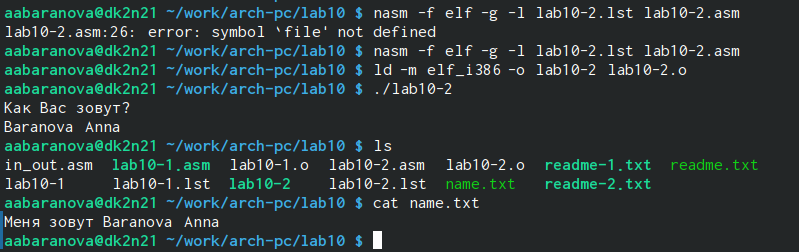 aabaranova@dk2n21 ~/work/arch-pc/lab10 $ nasm -f elf -g -l lab10-2.lst lab10-2.asm
lab10-2.asm:26: error: symbol `file' not defined
aabaranova@dk2n21 ~/work/arch-pc/lab10 $ nasm -f elf -g -l lab10-2.lst lab10-2.asm
aabaranova@dk2n21 ~/work/arch-pc/lab10 $ ld -m elf_i386 -o lab10-2 lab10-2.o
aabaranova@dk2n21 ~/work/arch-pc/lab10 $ ./lab10-2
Как Вас зовут?
Baranova Anna
aabaranova@dk2n21 ~/work/arch-pc/lab10 $ ls
in_out.asm lab10-1.asm lab10-1.o lab10-2.asm lab10-2.o readme-1.txt readme.txt
lab10-1 lab10-1.lst lab10-2 lab10-2.lst name.txt readme-2.txt
aabaranova@dk2n21 ~/work/arch-pc/lab10 $ cat name.txt
Меня зовут Baranova Anna
aabaranova@dk2n21 ~/work/arch-pc/lab10 $